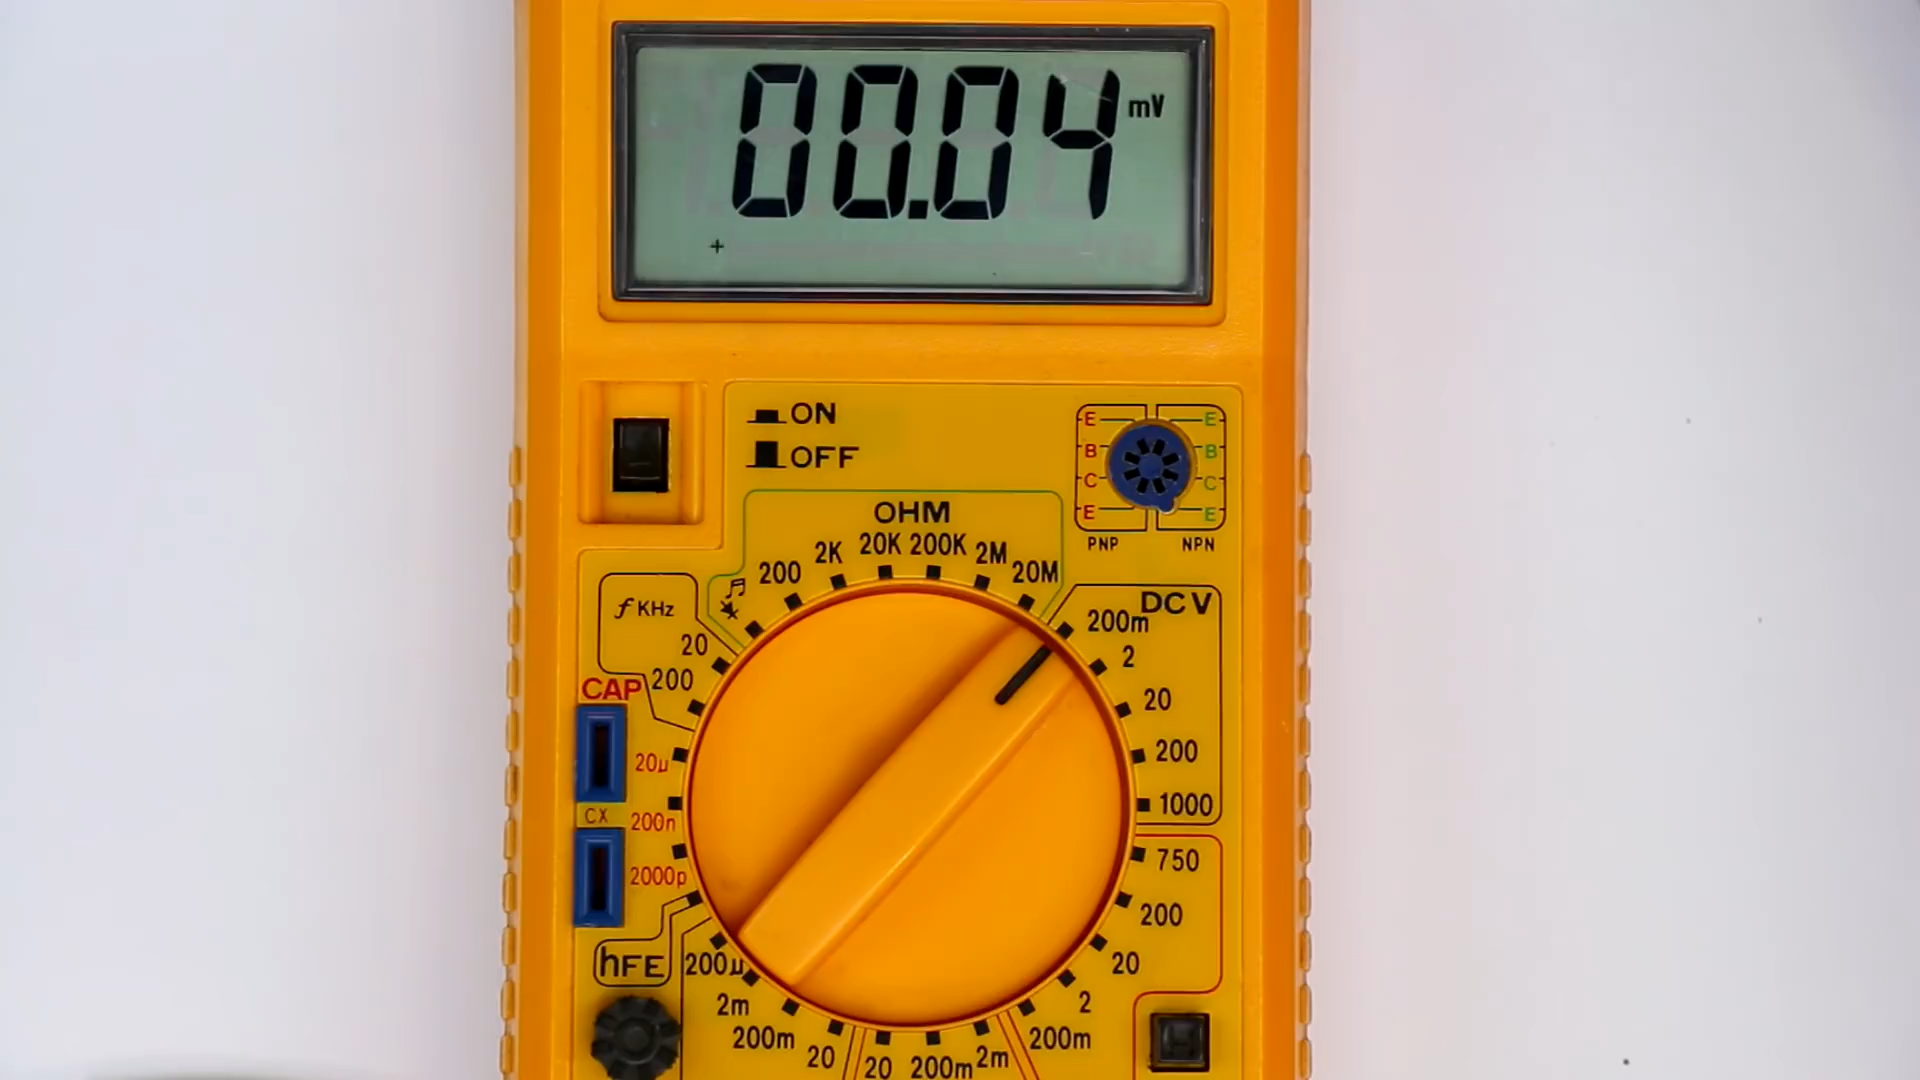 00.04 mV
+
ON
OFF
E E
B B
C C
E E
PNP NPN
OHM
200 2K 20K 200K 2M 20M
ƒ KHz
20
200
DC V
200m
2
20
200
1000
CAP
20µ
CX
200n
2000p
750
200
20
2
200m
hFE
200µ
2m
200m
20
20 200m 2m